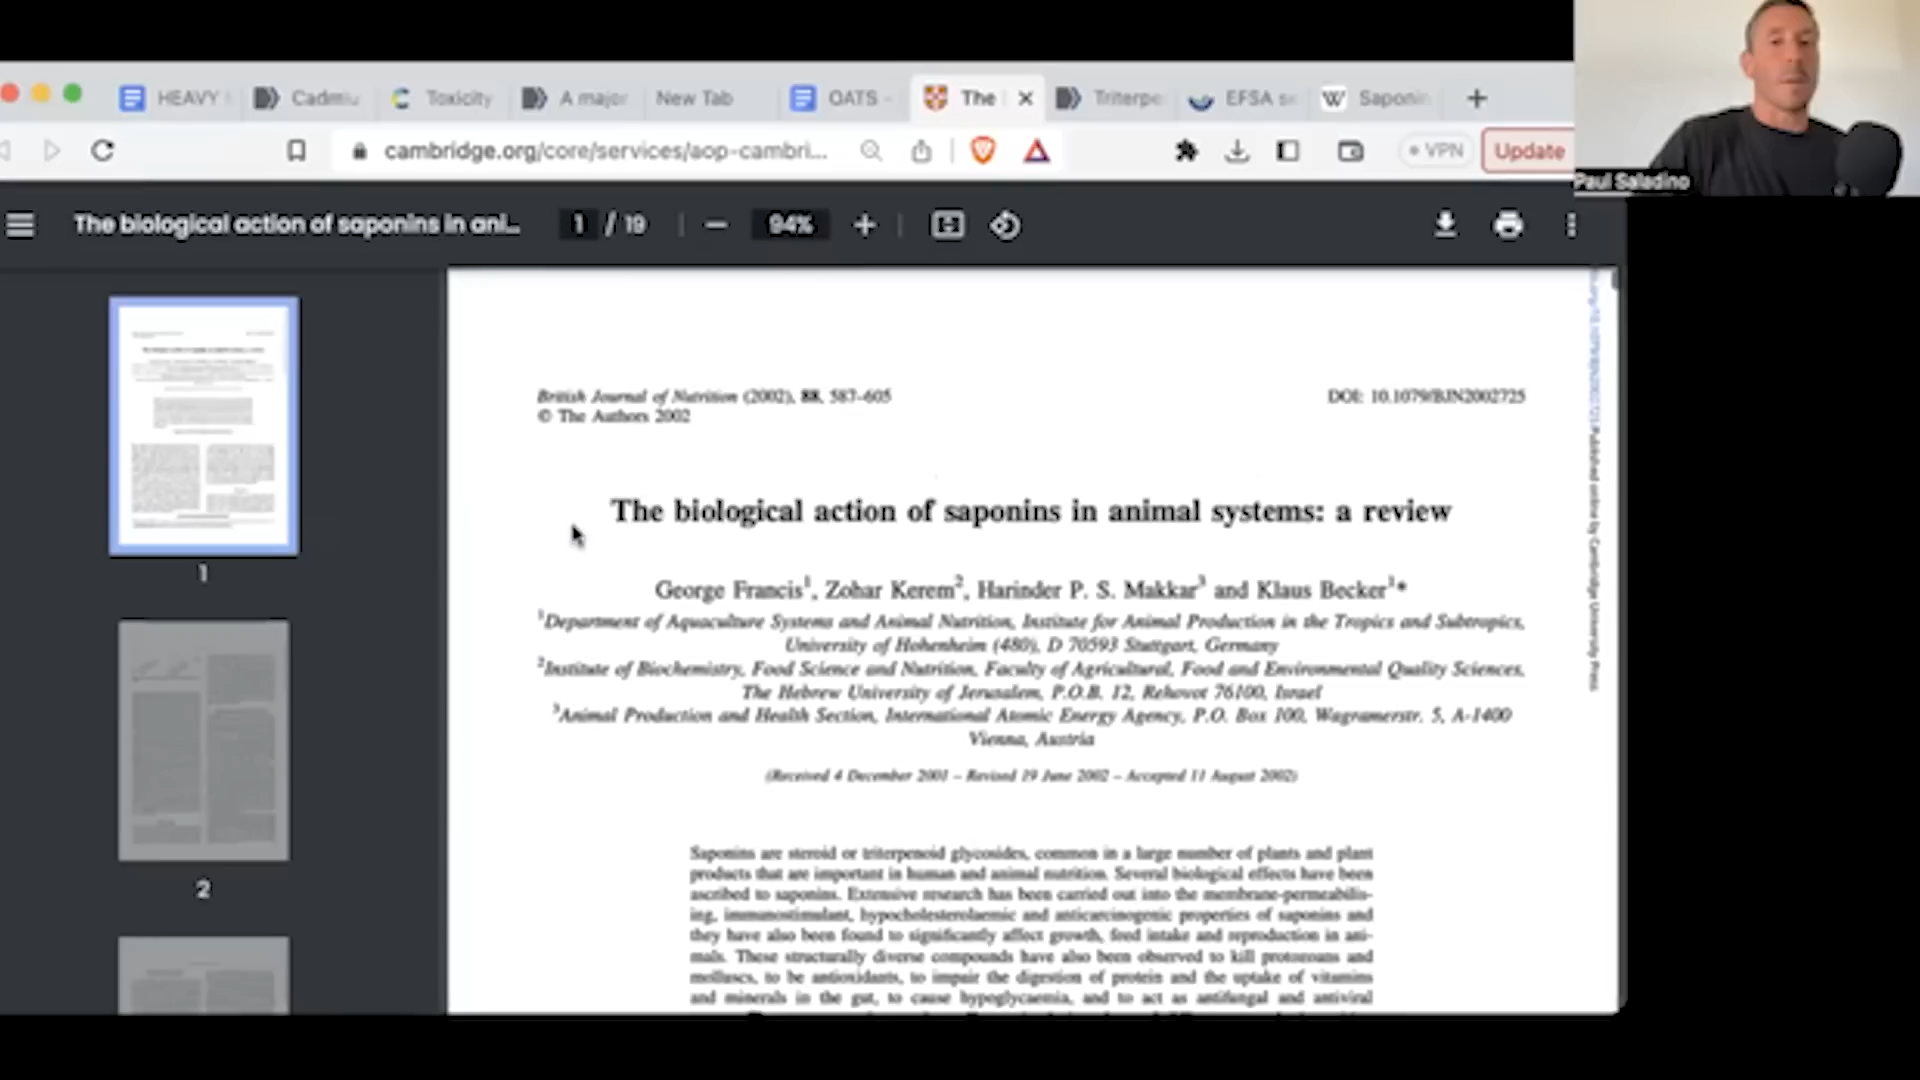 HEAVY
Cadmiu
Toxicity
A major
New Tab
OATS -
The
Triterpe
EFSA se
W Saponin
cambridge.org/core/services/aop-cambri...
VPN
Update
Paul Saladino
The biological action of saponins in ani...
1 / 19
94%
British Journal of Nutrition (2002), 88, 587–605
DOI: 10.1079/BJN2002725
© The Authors 2002
The biological action of saponins in animal systems: a review
George Francis1, Zohar Kerem2, Harinder P. S. Makkar3 and Klaus Becker1*
1Department of Aquaculture Systems and Animal Nutrition, Institute for Animal Production in the Tropics and Subtropics,
University of Hohenheim (480), D 70593 Stuttgart, Germany
2Institute of Biochemistry, Food Science and Nutrition, Faculty of Agricultural, Food and Environmental Quality Sciences,
The Hebrew University of Jerusalem, P.O.B. 12, Rehovot 76100, Israel
3Animal Production and Health Section, International Atomic Energy Agency, P.O. Box 100, Wagramerstr. 5, A-1400
Vienna, Austria
(Received 4 December 2001 – Revised 19 June 2002 – Accepted 11 August 2002)
Saponins are steroid or triterpenoid glycosides, common in a large number of plants and plant
products that are important in human and animal nutrition. Several biological effects have been
ascribed to saponins. Extensive research has been carried out into the membrane-permeabilis-
ing, immunostimulant, hypocholesterolaemic and anticarcinogenic properties of saponins and
they have also been found to significantly affect growth, feed intake and reproduction in ani-
mals. These structurally diverse compounds have also been observed to kill protozoans and
molluscs, to be antioxidants, to impair the digestion of protein and the uptake of vitamins
and minerals in the gut, to cause hypoglycaemia, and to act as antifungal and antiviral
Published online by Cambridge University Press
1
2